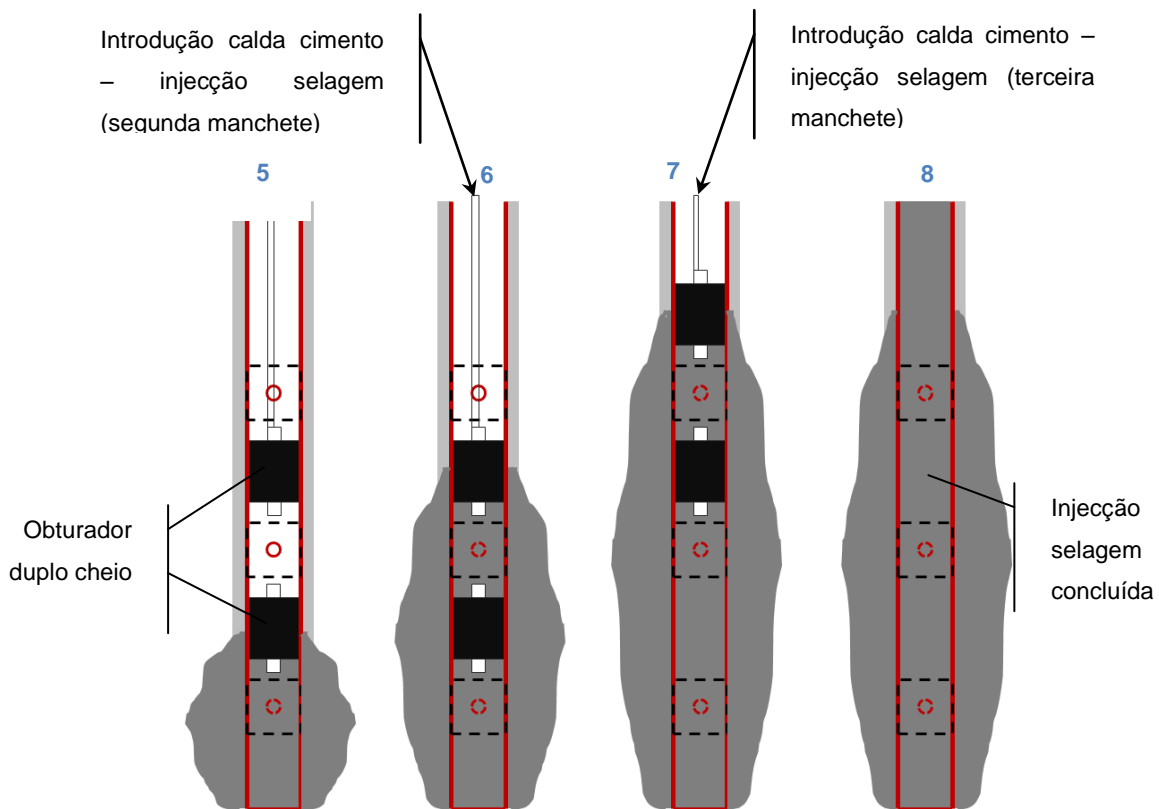 Introdução calda cimento
– injecção selagem
(segunda manchete)
Introdução calda cimento –
injecção selagem (terceira
manchete)
5
6
7
8
Obturador
duplo cheio
Injecção
selagem
concluída